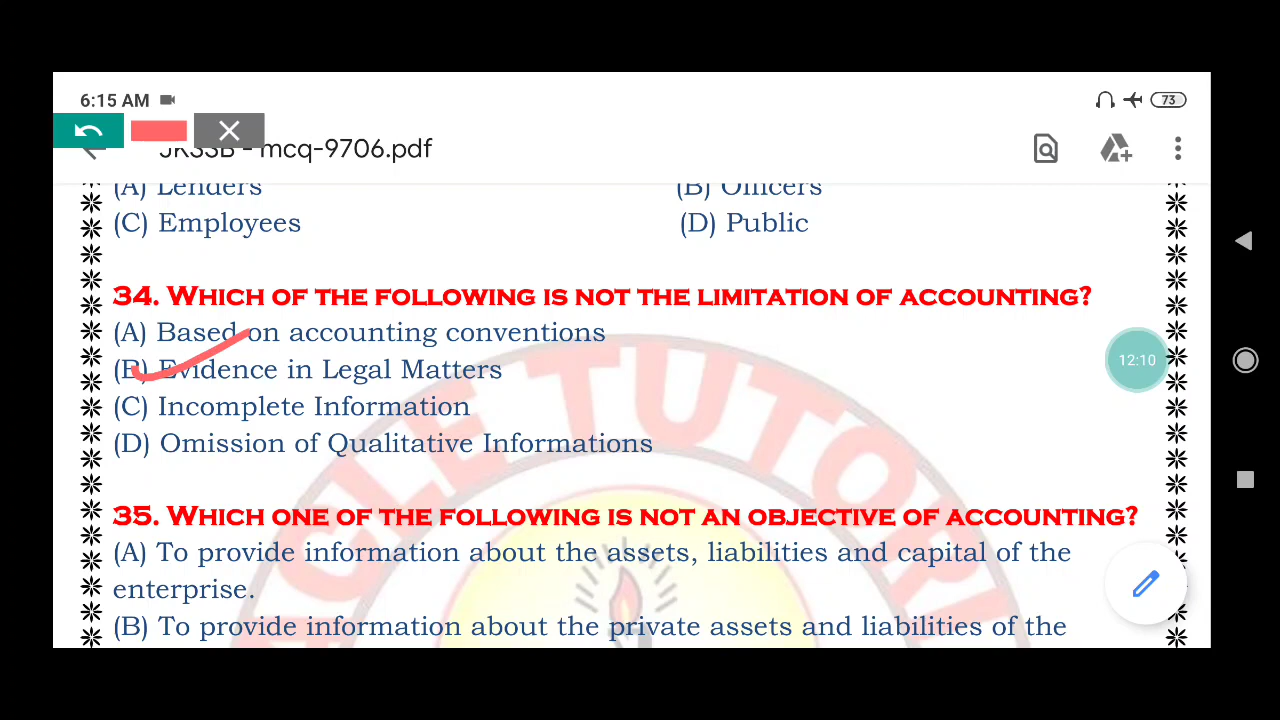 6:15 AM
73
JKSSB - mcq-9706.pdf
(A) Lenders (B) Officers
(C) Employees (D) Public
34. WHICH OF THE FOLLOWING IS NOT THE LIMITATION OF ACCOUNTING?
(A) Based on accounting conventions
12:10
(B) Evidence in Legal Matters
(C) Incomplete Information
(D) Omission of Qualitative Informations
35. WHICH ONE OF THE FOLLOWING IS NOT AN OBJECTIVE OF ACCOUNTING?
(A) To provide information about the assets, liabilities and capital of the
enterprise.
(B) To provide information about the private assets and liabilities of the